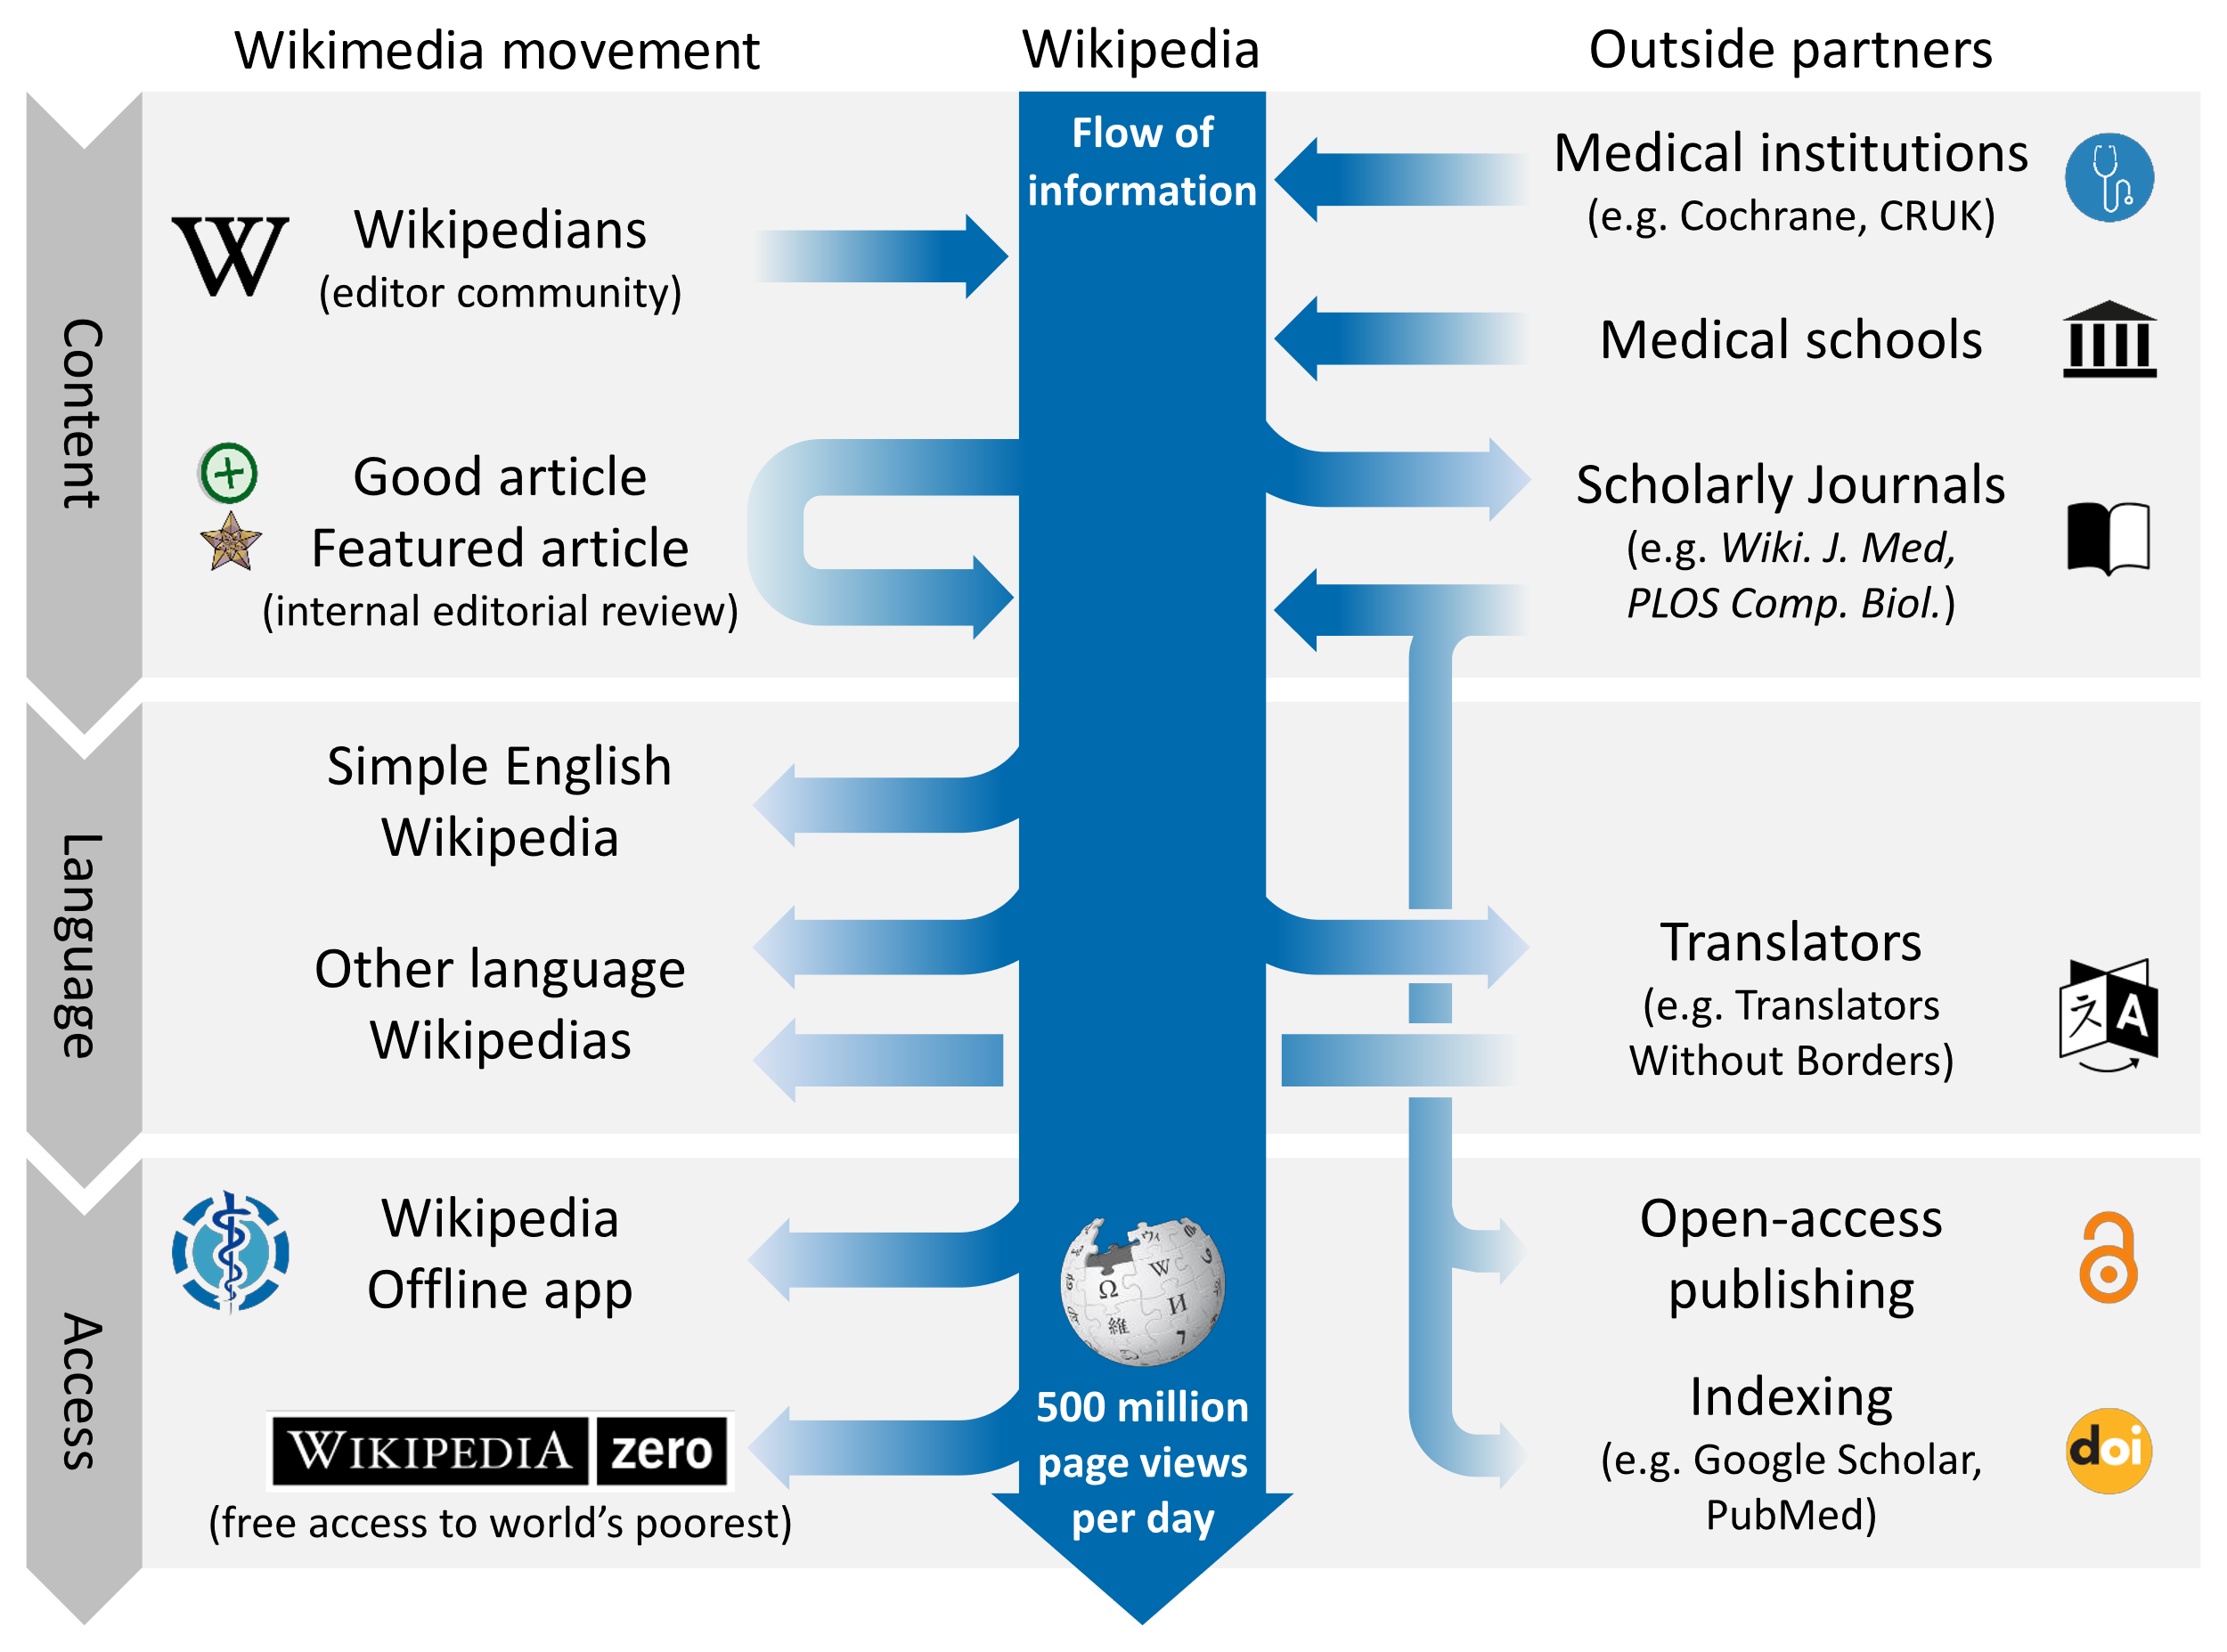 Wikimedia movement
Wikipedia
Outside partners
Content
Flow of
information
W
Wikipedians
(editor community)
Medical institutions
(e.g. Cochrane, CRUK)
Medical schools
Good article
Featured article
(internal editorial review)
Scholarly Journals
(e.g. Wiki. J. Med,
PLOS Comp. Biol.)
Language
Simple English
Wikipedia
Other language
Wikipedias
Translators
(e.g. Translators
Without Borders)
A
Access
Wikipedia
Offline app
WIKIPEDIA zero
(free access to world’s poorest)
Ω
W
И
維
7
500 million
page views
per day
Open-access
publishing
Indexing
(e.g. Google Scholar,
PubMed)
doi